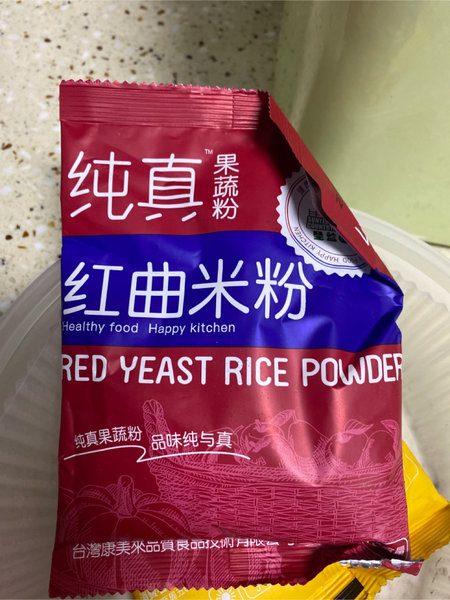 纯真™
果蔬粉
红曲米粉
Healthy food Happy kitchen
RED YEAST RICE POWDER
纯真果蔬粉 品味纯与真
台灣康美來品質食品技術有限公司